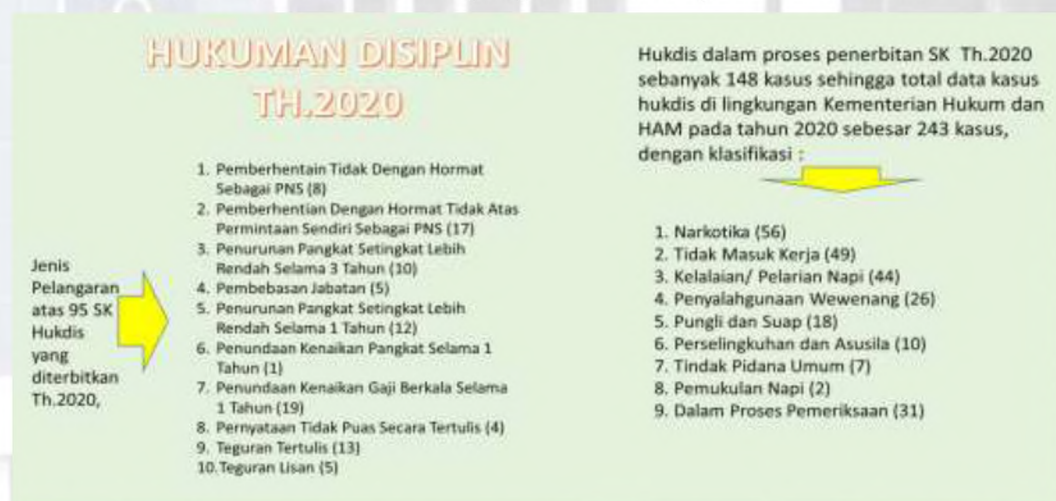 HUKUMAN DISIPLIN
TH.2020
Jenis
Pelangaran
atas 95 SK
Hukdis
yang
diterbitkan
Th.2020,
1. Pemberhentain Tidak Dengan Hormat
Sebagai PNS (8)
2. Pemberhentian Dengan Hormat Tidak Atas
Permintaan Sendiri Sebagai PNS (17)
3. Penurunan Pangkat Setingkat Lebih
Rendah Selama 3 Tahun (10)
4. Pembebasan Jabatan (5)
5. Penurunan Pangkat Setingkat Lebih
Rendah Selama 1 Tahun (12)
6. Penundaan Kenaikan Pangkat Selama 1
Tahun (1)
7. Penundaan Kenaikan Gaji Berkala Selama
1 Tahun (19)
8. Pernyataan Tidak Puas Secara Tertulis (4)
9. Teguran Tertulis (13)
10. Teguran Lisan (5)
Hukdis dalam proses penerbitan SK Th.2020
sebanyak 148 kasus sehingga total data kasus
hukdis di lingkungan Kementerian Hukum dan
HAM pada tahun 2020 sebesar 243 kasus,
dengan klasifikasi :
1. Narkotika (56)
2. Tidak Masuk Kerja (49)
3. Kelalaian/ Pelarian Napi (44)
4. Penyalahgunaan Wewenang (26)
5. Pungli dan Suap (18)
6. Perselingkuhan dan Asusila (10)
7. Tindak Pidana Umum (7)
8. Pemukulan Napi (2)
9. Dalam Proses Pemeriksaan (31)